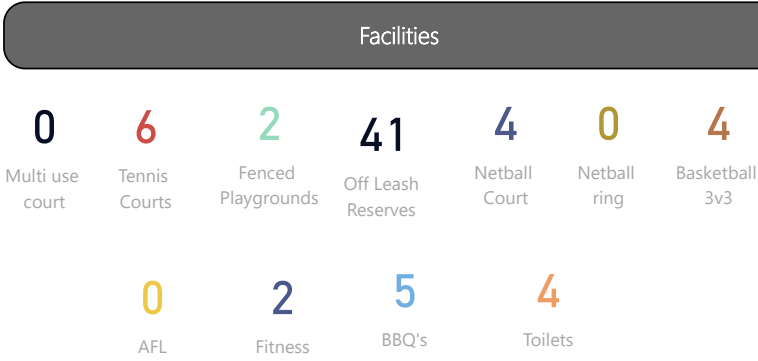 Facilities
0 6 2 41 4 0 4
Multi use court
Tennis Courts
Fenced Playgrounds
Off Leash Reserves
Netball Court
Netball ring
Basketball 3v3
0 2 5 4
AFL Fitness BBQ's Toilets